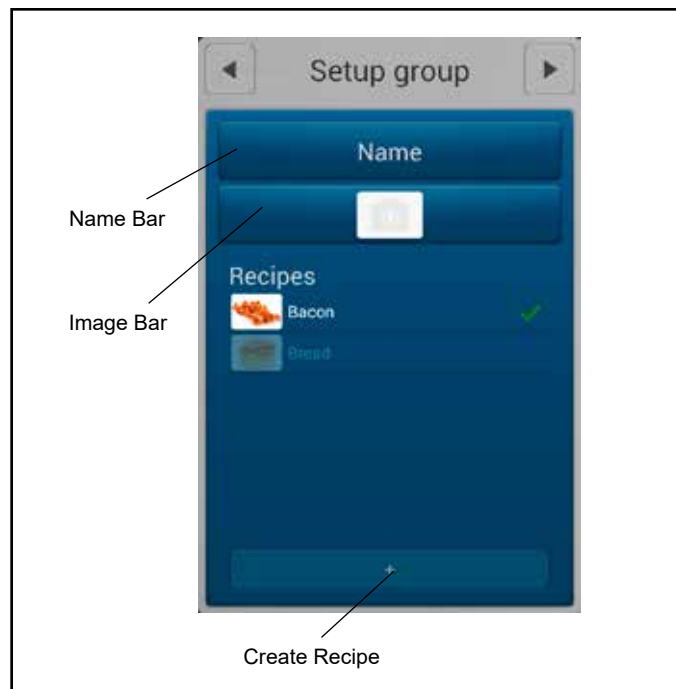 Setup group
Name
Name Bar
Image Bar
Recipes
Bacon
Bread
+
Create Recipe